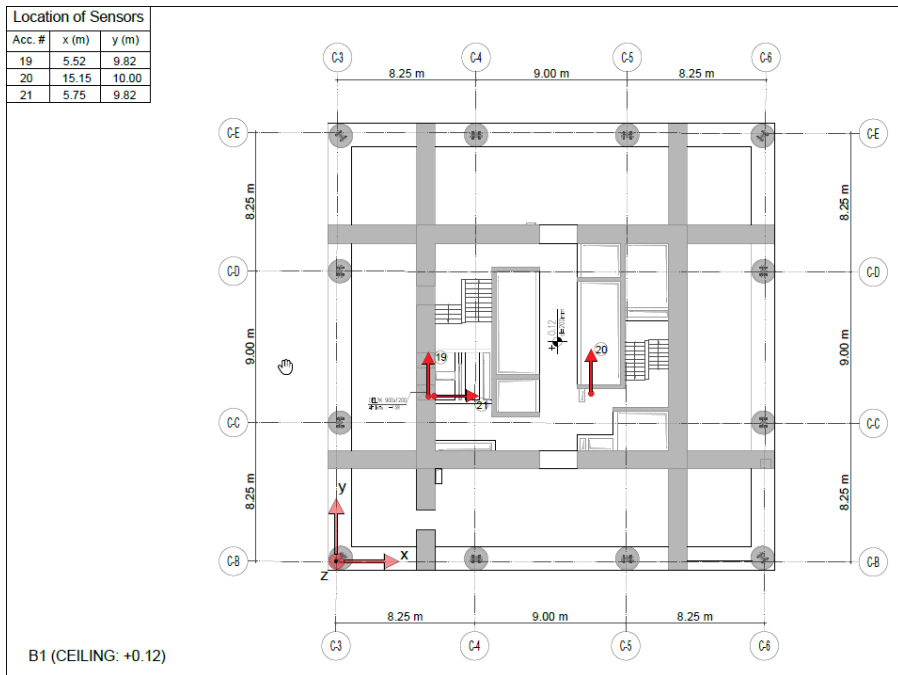 Location of Sensors
Acc. # x (m) y (m)
19 5.52 9.82
20 15.15 10.00
21 5.75 9.82
C-3 C-4 C-5 C-6
8.25 m 9.00 m 8.25 m
C-E C-E
8.25 m 8.25 m
C-D C-D
+0.12
19 20
9.00 m 9.00 m
21
C-C C-C
8.25 m 8.25 m
y
x
C-B C-B
z
8.25 m 9.00 m 8.25 m
C-3 C-4 C-5 C-6
B1 (CEILING: +0.12)